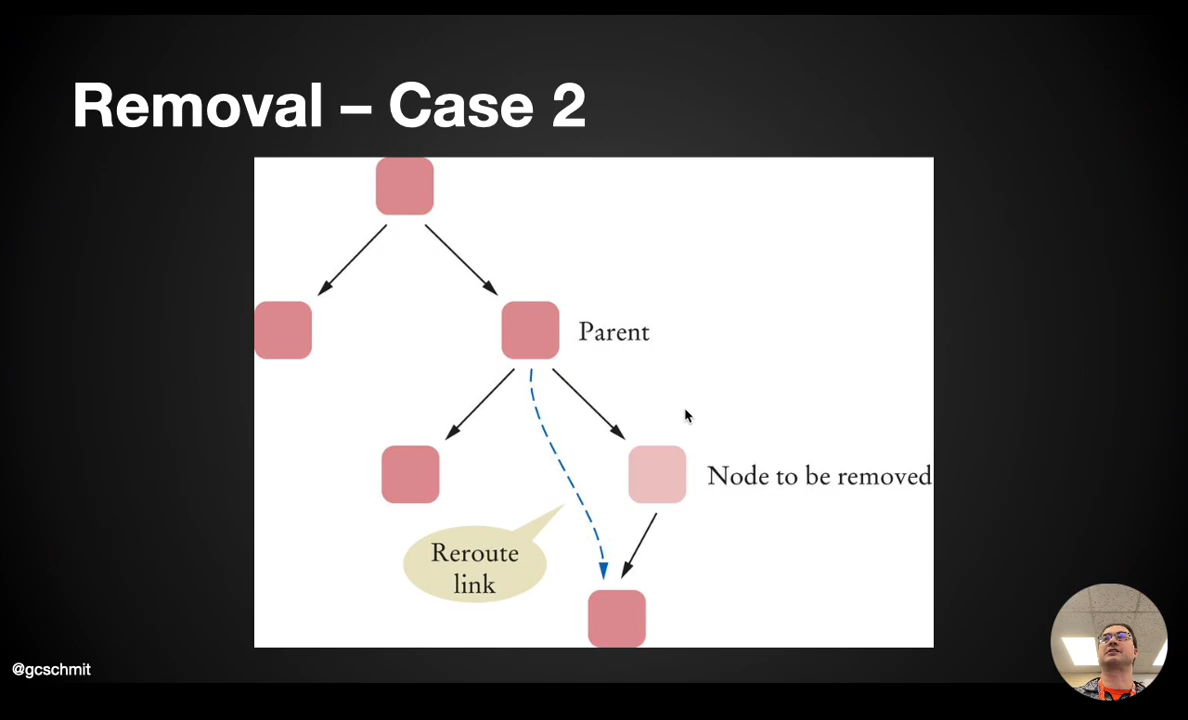 Removal – Case 2
Parent
Node to be removed
Reroute
link
@gcschmit